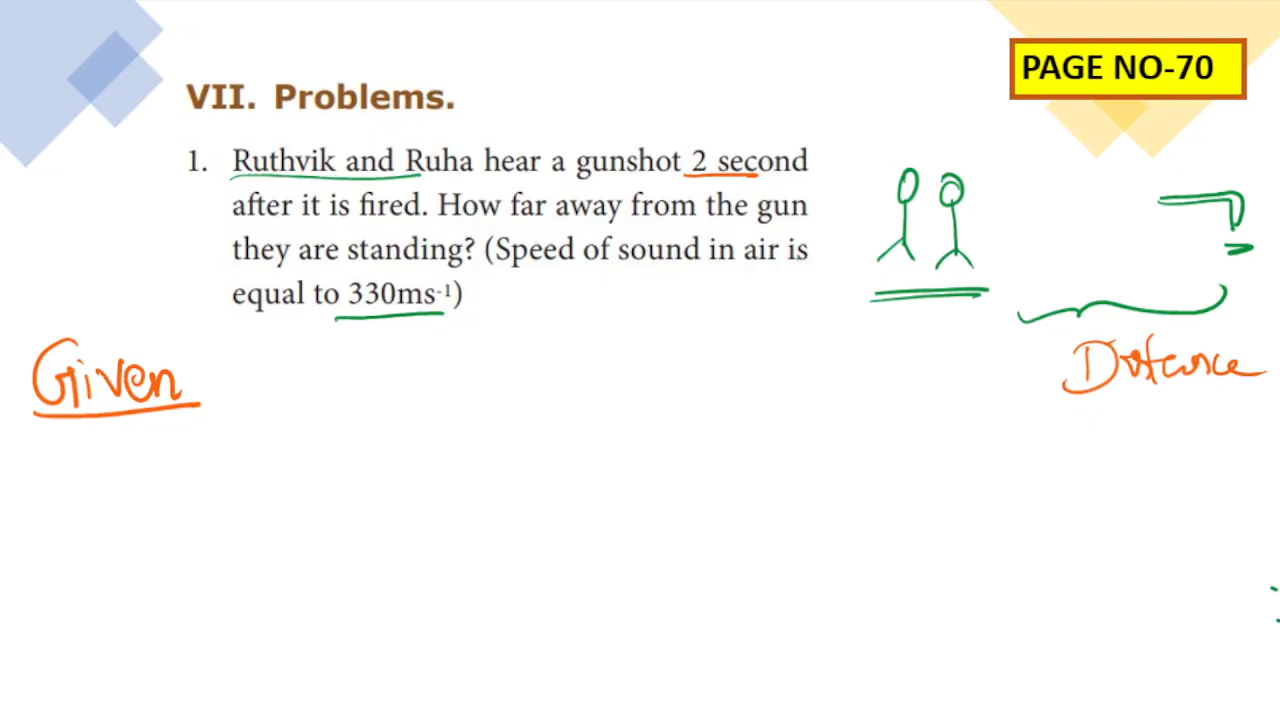 PAGE NO-70
VII. Problems.
1. Ruthvik and Ruha hear a gunshot 2 second
after it is fired. How far away from the gun
they are standing? (Speed of sound in air is
equal to 330ms⁻¹)
Given
Distance